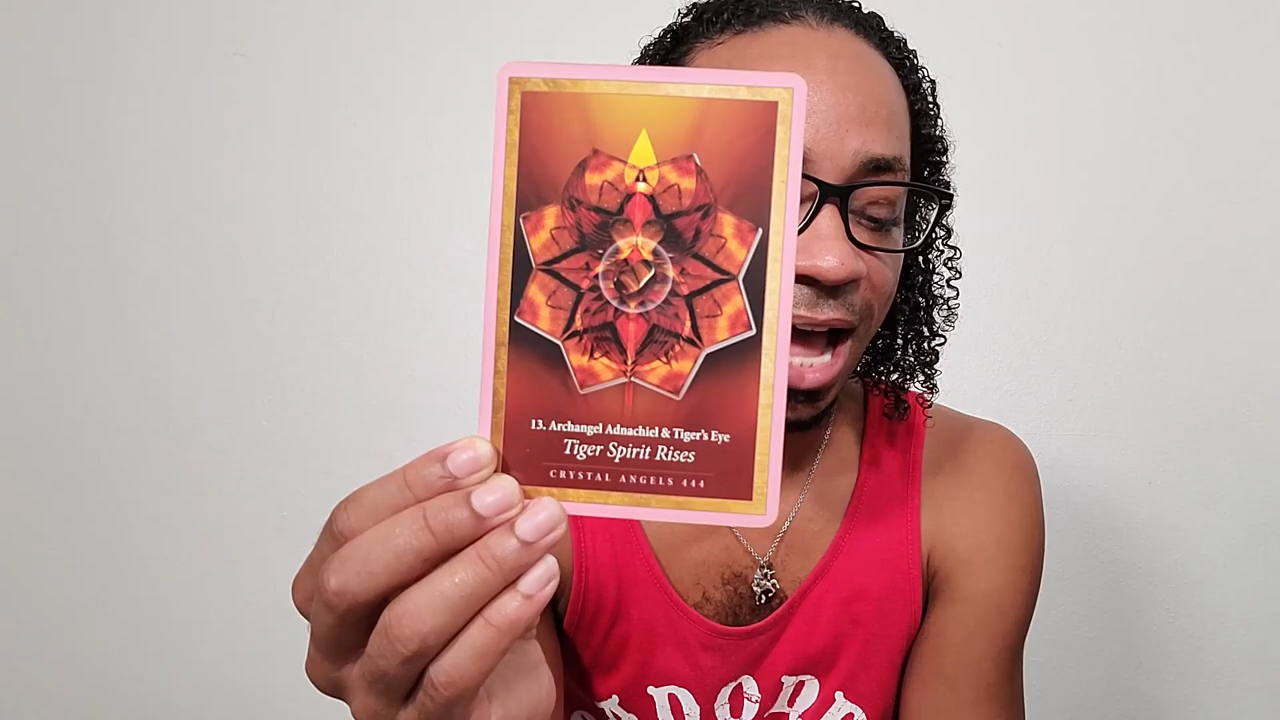 13. Archangel Adnachiel & Tiger's Eye
Tiger Spirit Rises
CRYSTAL ANGELS 444